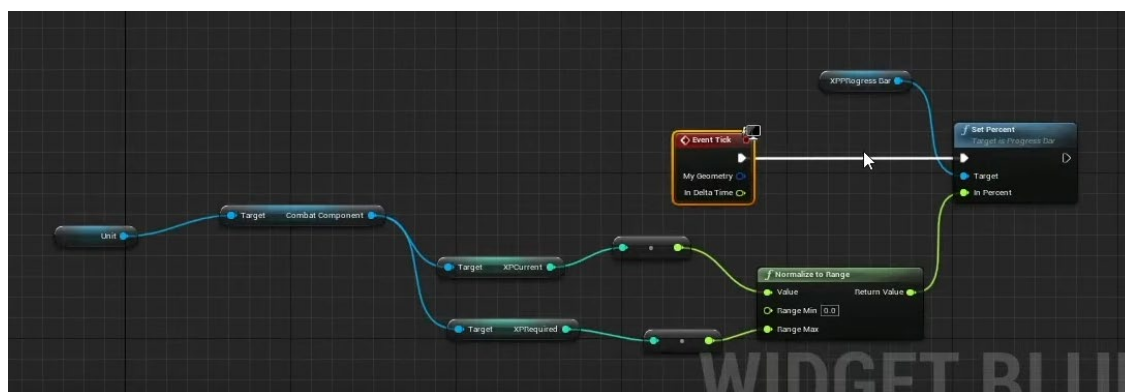 XPProgress Bar
Set Percent
Target is Progress Bar
Event Tick
My Geometry
Target
In Delta Time
In Percent
Target Combat Component
Unit
Target XPCurrent
Normalize to Range
Value Return Value
Range Min 0.0
Target XPRequired
Range Max
WIDGET BLU